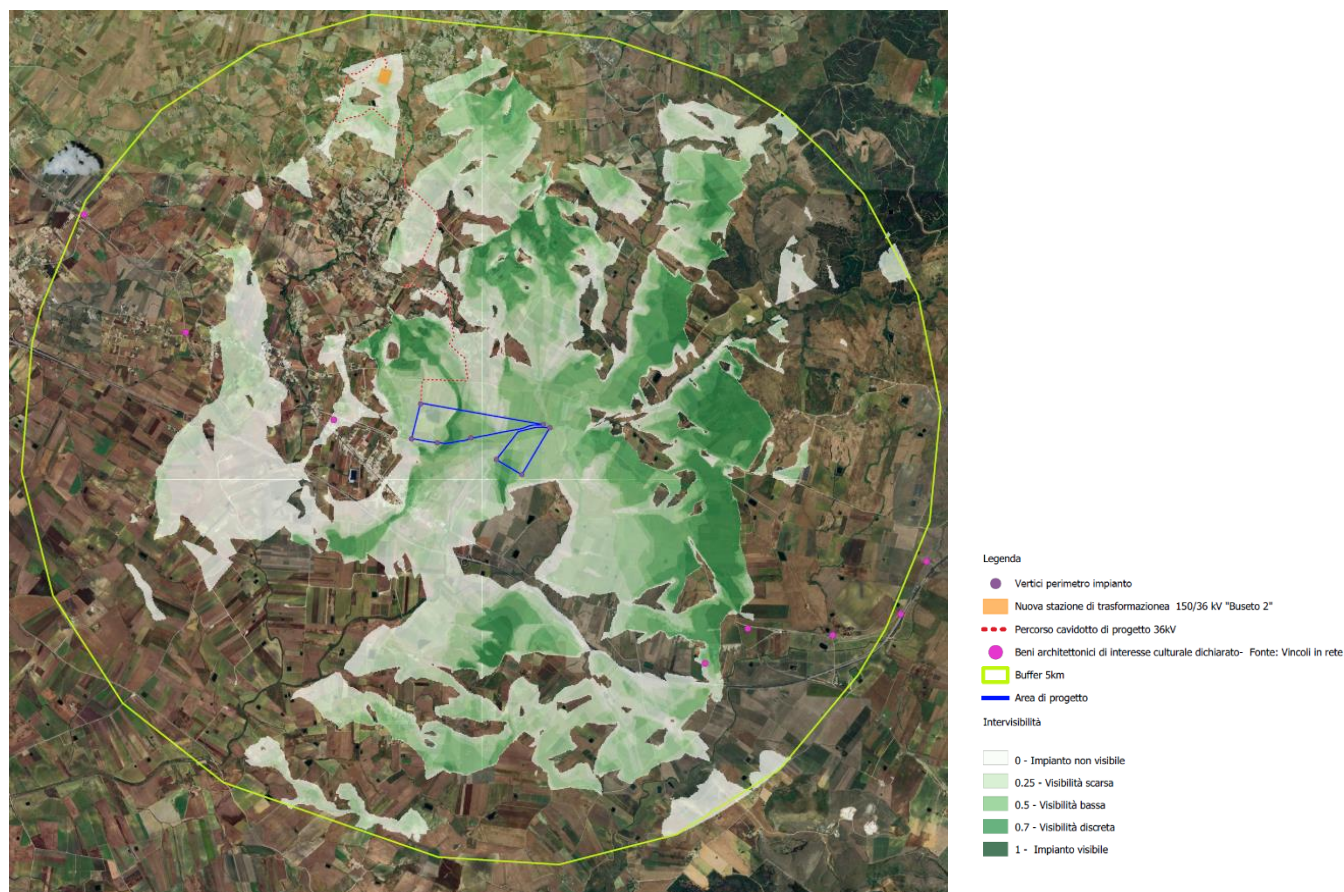 Legenda
Vertici perimetro impianto
Nuova stazione di trasformazionea 150/36 kV "Buseto 2"
Percorso cavidotto di progetto 36kV
Beni architettonici di interesse culturale dichiarato- Fonte: Vincoli in rete
Buffer 5km
Area di progetto
Intervisibilità
0 - Impianto non visibile
0.25 - Visibilità scarsa
0.5 - Visibilità bassa
0.7 - Visibilità discreta
1 - Impianto visibile